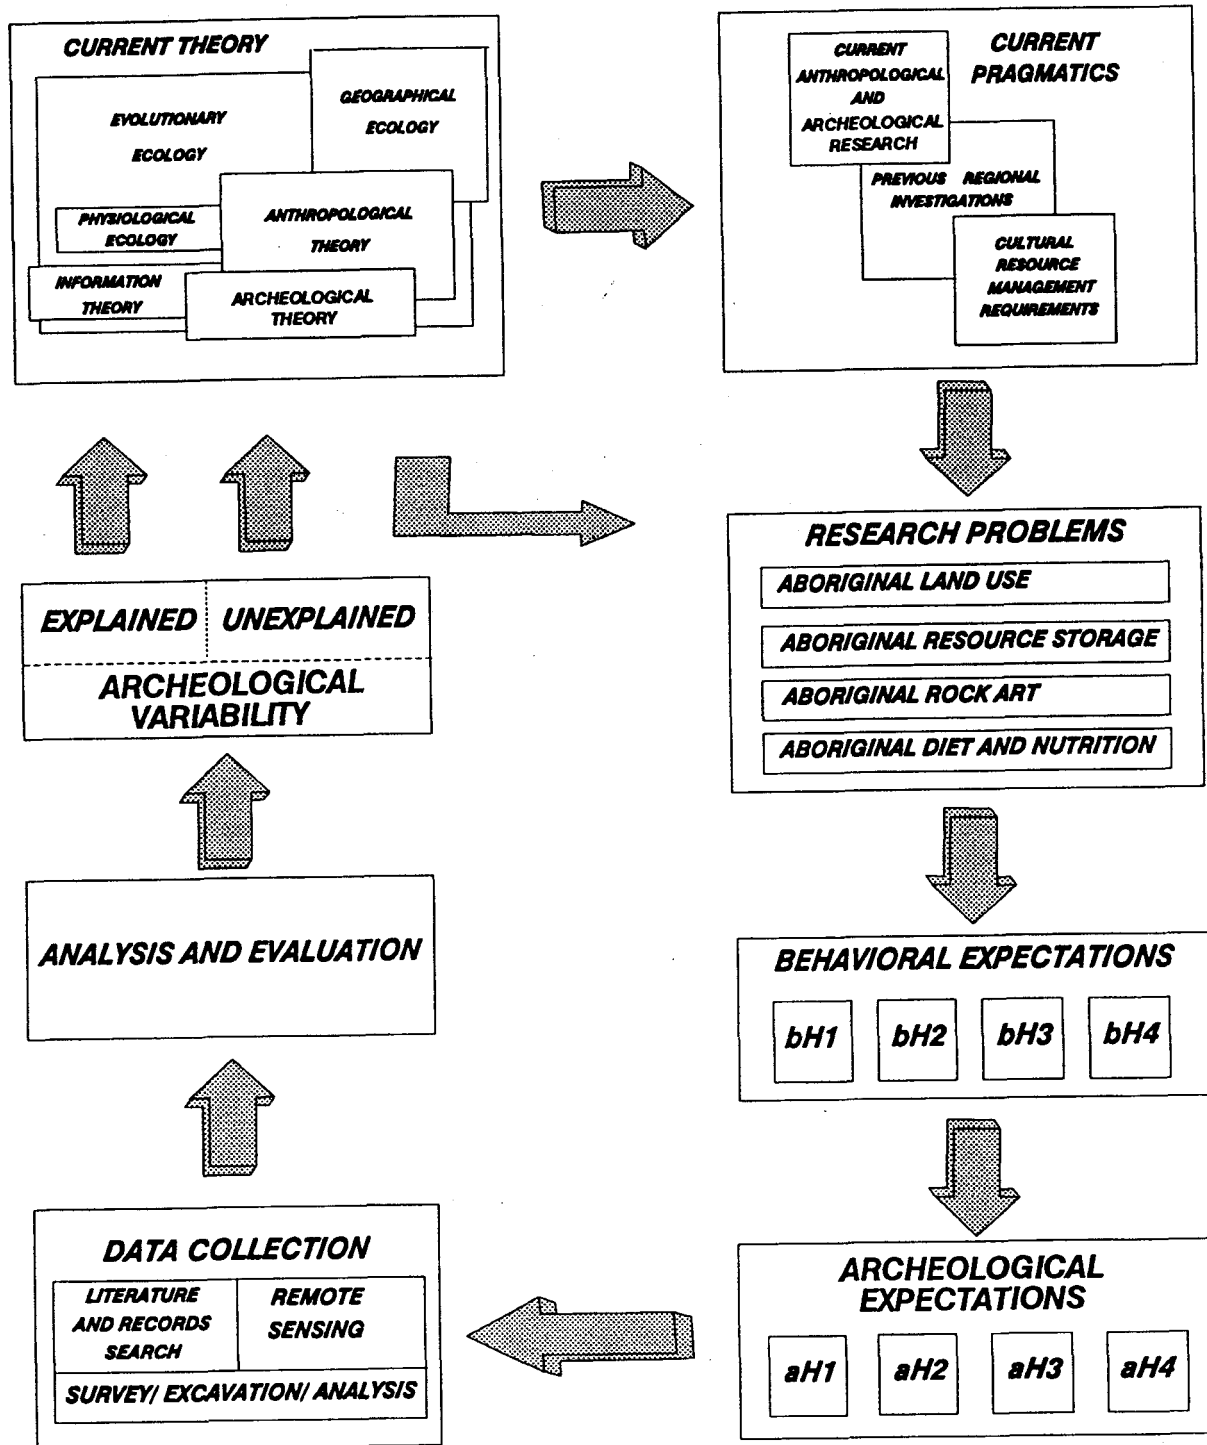 CURRENT THEORY
EVOLUTIONARY
ECOLOGY
GEOGRAPHICAL
ECOLOGY
PHYSIOLOGICAL
ECOLOGY
ANTHROPOLOGICAL
THEORY
INFORMATION
THEORY
ARCHEOLOGICAL
THEORY
CURRENT
PRAGMATICS
CURRENT
ANTHROPOLOGICAL
AND
ARCHEOLOGICAL
RESEARCH
PREVIOUS REGIONAL
INVESTIGATIONS
CULTURAL
RESOURCE
MANAGEMENT
REQUIREMENTS
RESEARCH PROBLEMS
ABORIGINAL LAND USE
ABORIGINAL RESOURCE STORAGE
ABORIGINAL ROCK ART
ABORIGINAL DIET AND NUTRITION
BEHAVIORAL EXPECTATIONS
bH1 bH2 bH3 bH4
ARCHEOLOGICAL
EXPECTATIONS
aH1 aH2 aH3 aH4
DATA COLLECTION
LITERATURE
AND RECORDS
SEARCH
REMOTE
SENSING
SURVEY/ EXCAVATION/ ANALYSIS
ANALYSIS AND EVALUATION
EXPLAINED UNEXPLAINED
ARCHEOLOGICAL
VARIABILITY